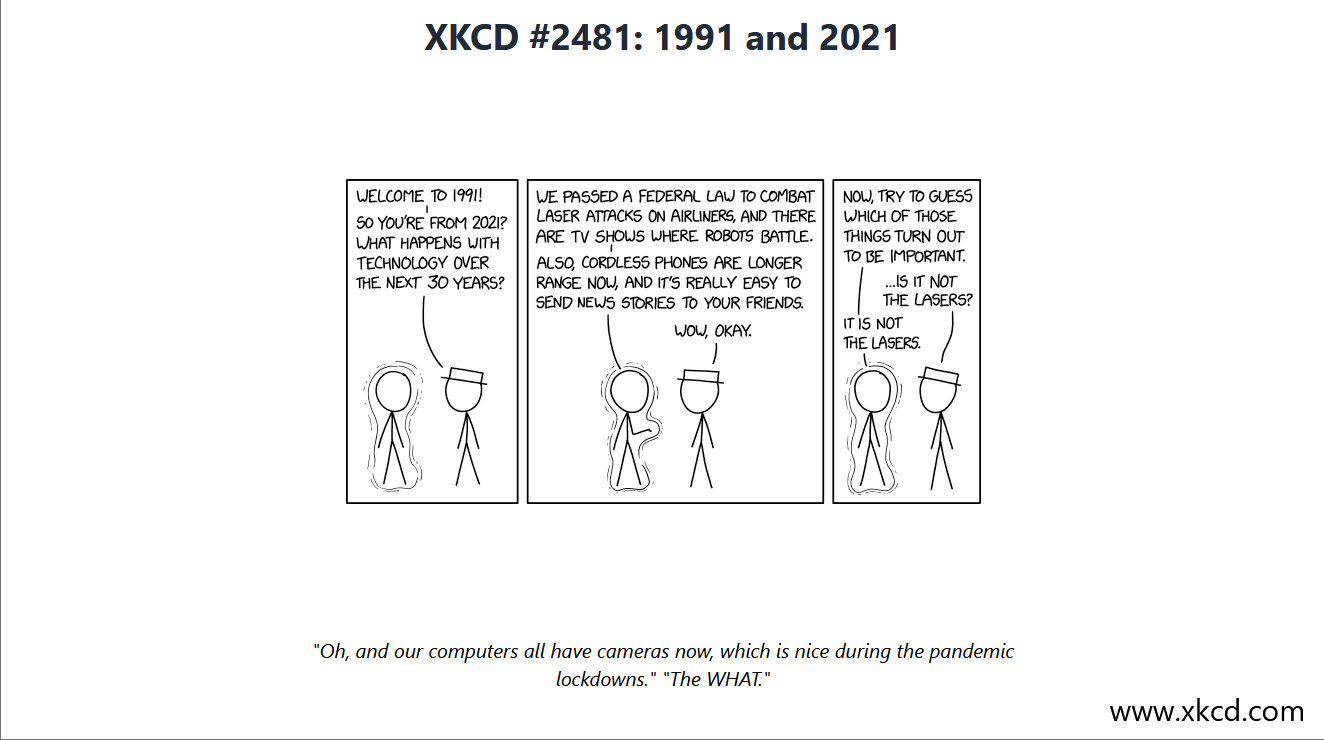 XKCD #2481: 1991 and 2021
WELCOME TO 1991!
SO YOU'RE FROM 2021?
WHAT HAPPENS WITH
TECHNOLOGY OVER
THE NEXT 30 YEARS?
WE PASSED A FEDERAL LAW TO COMBAT
LASER ATTACKS ON AIRLINERS, AND THERE
ARE TV SHOWS WHERE ROBOTS BATTLE.
ALSO, CORDLESS PHONES ARE LONGER
RANGE NOW, AND IT'S REALLY EASY TO
SEND NEWS STORIES TO YOUR FRIENDS.
WOW, OKAY.
NOW, TRY TO GUESS
WHICH OF THOSE
THINGS TURN OUT
TO BE IMPORTANT.
...IS IT NOT
THE LASERS?
IT IS NOT
THE LASERS.
"Oh, and our computers all have cameras now, which is nice during the pandemic
lockdowns." "The WHAT."
www.xkcd.com